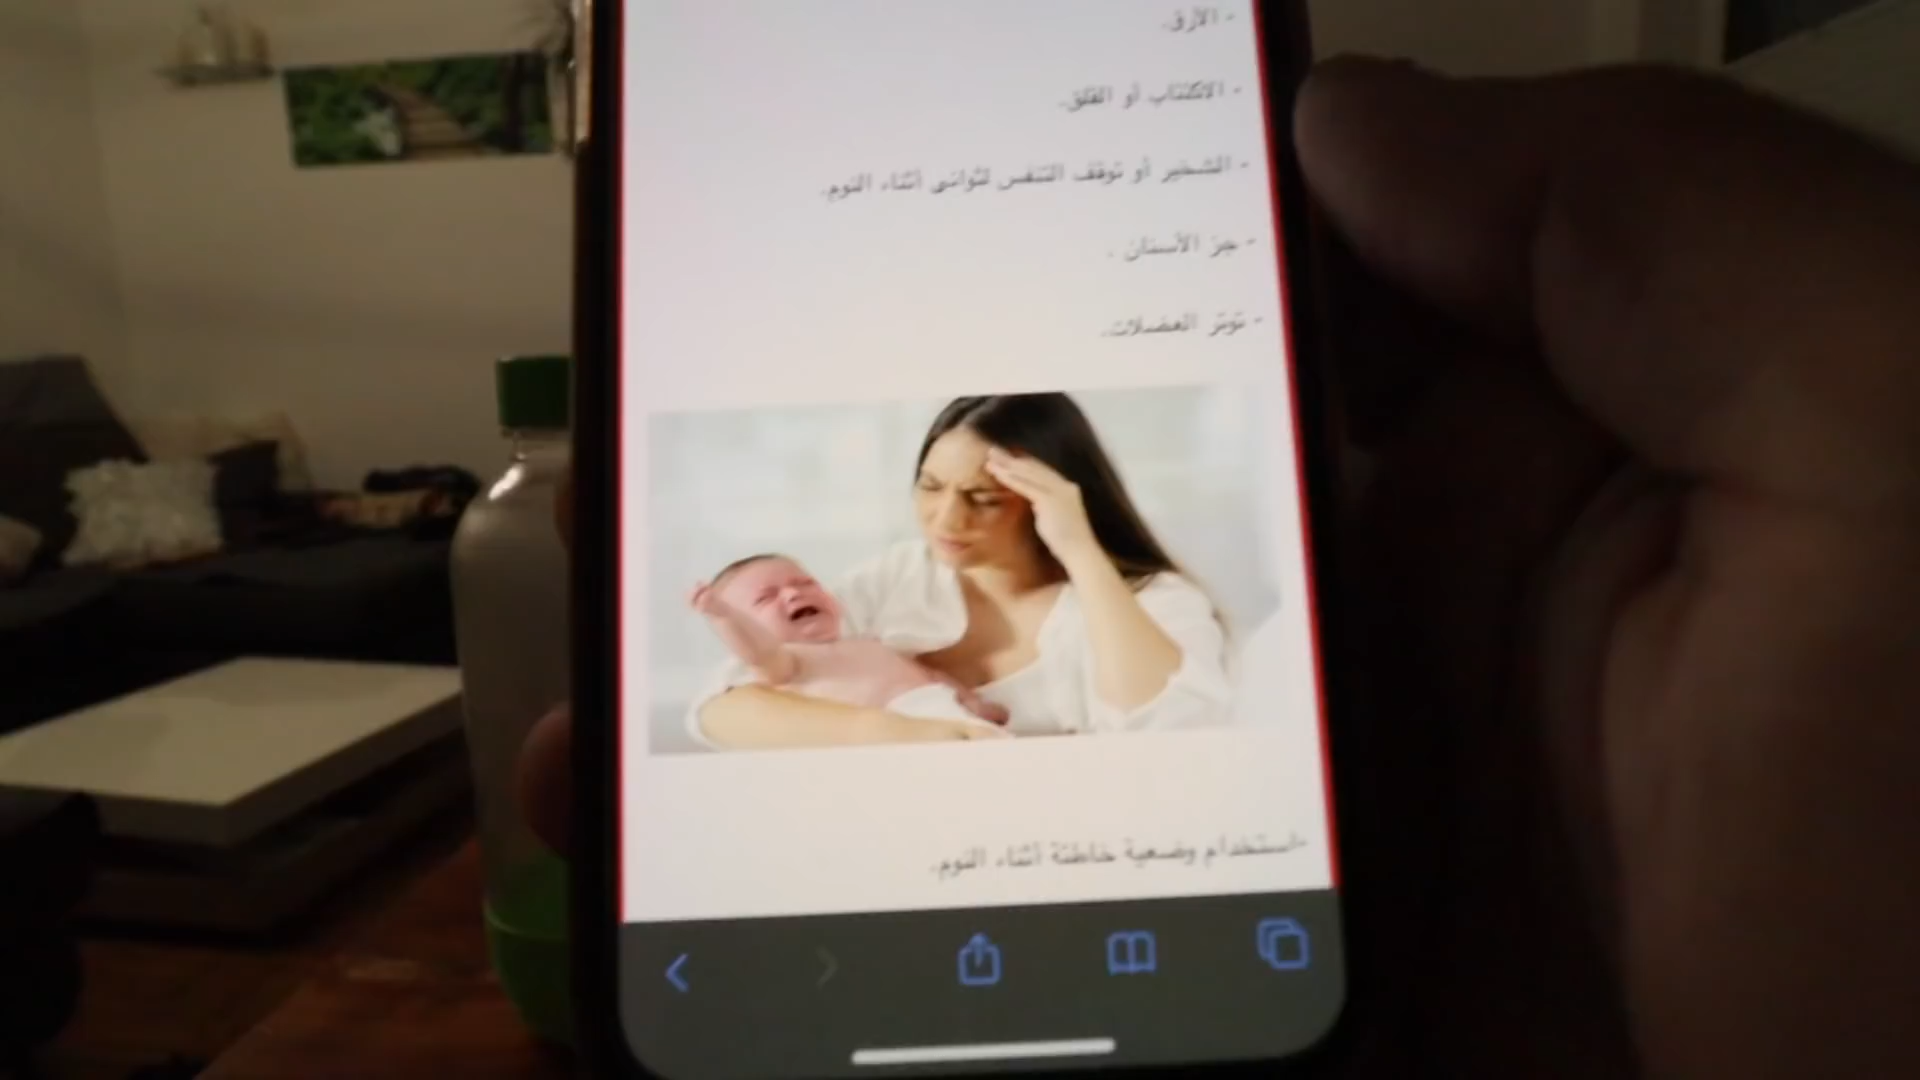 - الأرق.
- الاكتئاب أو القلق.
- الشخير أو توقف التنفس لثوانى أثناء النوم.
- جز الأسنان .
- توتر العضلات.
-استخدام وضعية خاطئة أثناء النوم.